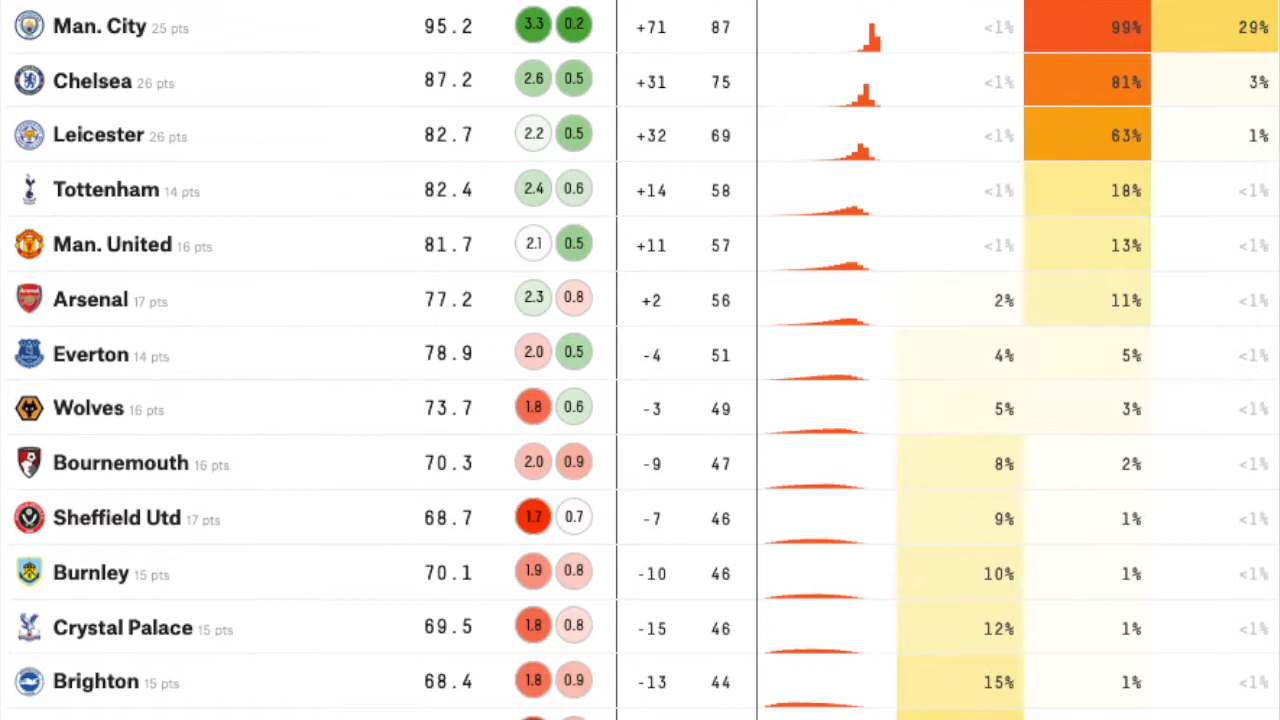 Man. City 25 pts 95.2 3.3 0.2 +71 87 <1% 99% 29%
Chelsea 26 pts 87.2 2.6 0.5 +31 75 <1% 81% 3%
Leicester 26 pts 82.7 2.2 0.5 +32 69 <1% 63% 1%
Tottenham 14 pts 82.4 2.4 0.6 +14 58 <1% 18% <1%
Man. United 16 pts 81.7 2.1 0.5 +11 57 <1% 13% <1%
Arsenal 17 pts 77.2 2.3 0.8 +2 56 2% 11% <1%
Everton 14 pts 78.9 2.0 0.5 -4 51 4% 5% <1%
Wolves 16 pts 73.7 1.8 0.6 -3 49 5% 3% <1%
Bournemouth 16 pts 70.3 2.0 0.9 -9 47 8% 2% <1%
Sheffield Utd 17 pts 68.7 1.7 0.7 -7 46 9% 1% <1%
Burnley 15 pts 70.1 1.9 0.8 -10 46 10% 1% <1%
Crystal Palace 15 pts 69.5 1.8 0.8 -15 46 12% 1% <1%
Brighton 15 pts 68.4 1.8 0.9 -13 44 15% 1% <1%